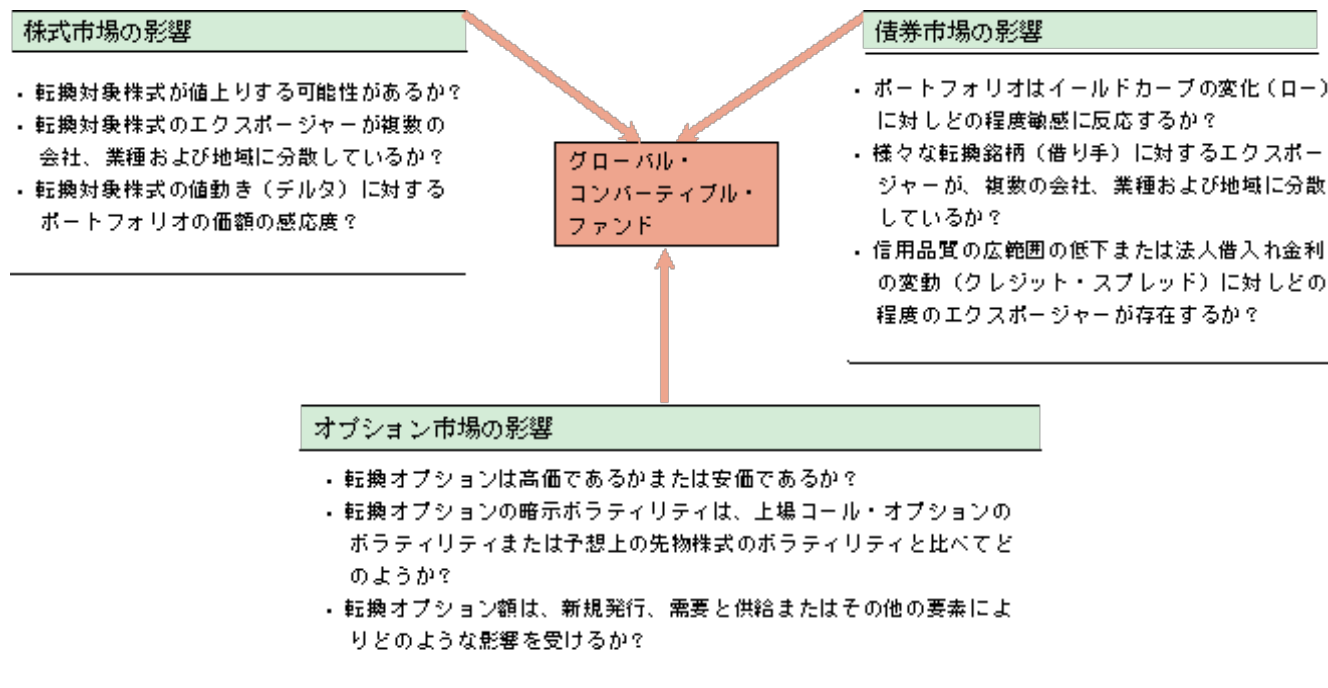 株式市場の影響
・転換対象株式が値上りする可能性があるか?
・転換対象株式のエクスポージャーが複数の
会社、業種および地域に分散しているか?
・転換対象株式の値動き（デルタ）に対する
ポートフォリオの価額の感応度?
債券市場の影響
・ポートフォリオはイールドカーブの変化（ロー）
に対しどの程度敏感に反応するか?
・様々な転換銘柄（借り手）に対するエクスポー
ジャーが、複数の会社、業種および地域に分散
しているか?
・信用品質の広範囲の低下または法人借入れ金利
の変動（クレジット・スプレッド）に対しどの
程度のエクスポージャーが存在するか?
グローバル・
コンバーティブル・
ファンド
オプション市場の影響
・転換オプションは高価であるかまたは安価であるか?
・転換オプションの暗示ボラティリティは、上場コール・オプションの
ボラティリティまたは予想上の先物株式のボラティリティと比べてど
のようか?
・転換オプション額は、新規発行、需要と供給またはその他の要素によ
りどのような影響を受けるか?